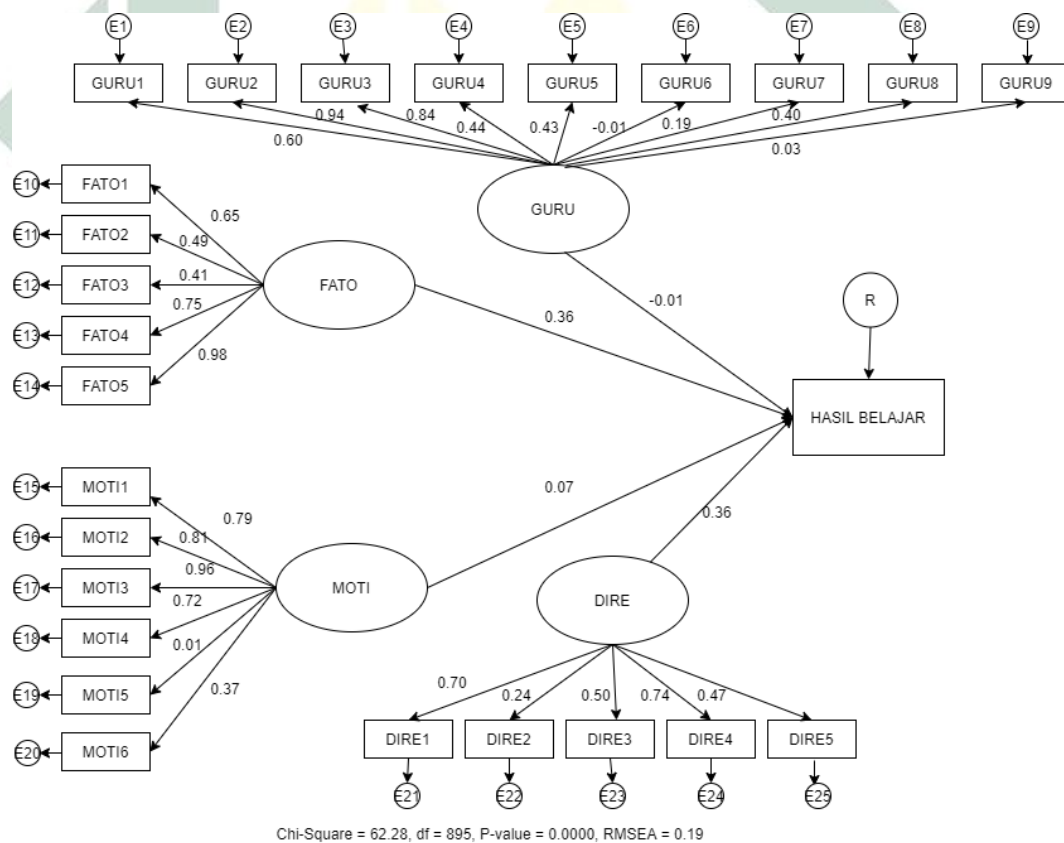 E1 E2 E3 E4 E5 E6 E7 E8 E9
GURU1 GURU2 GURU3 GURU4 GURU5 GURU6 GURU7 GURU8 GURU9
0.60 0.94 0.84 0.44 0.43 -0.01 0.19 0.40 0.03
GURU
E10 FATO1 0.65
E11 FATO2 0.49
E12 FATO3 0.41
E13 FATO4 0.75
E14 FATO5 0.98
FATO
0.36
-0.01
R
HASIL BELAJAR
E15 MOTI1 0.79
E16 MOTI2 0.81
E17 MOTI3 0.96
E18 MOTI4 0.72
E19 MOTI5 0.01
E20 MOTI6 0.37
MOTI
0.07
0.36
DIRE
0.70 0.24 0.50 0.74 0.47
DIRE1 DIRE2 DIRE3 DIRE4 DIRE5
E21 E22 E23 E24 E25
Chi-Square = 62.28, df = 895, P-value = 0.0000, RMSEA = 0.19